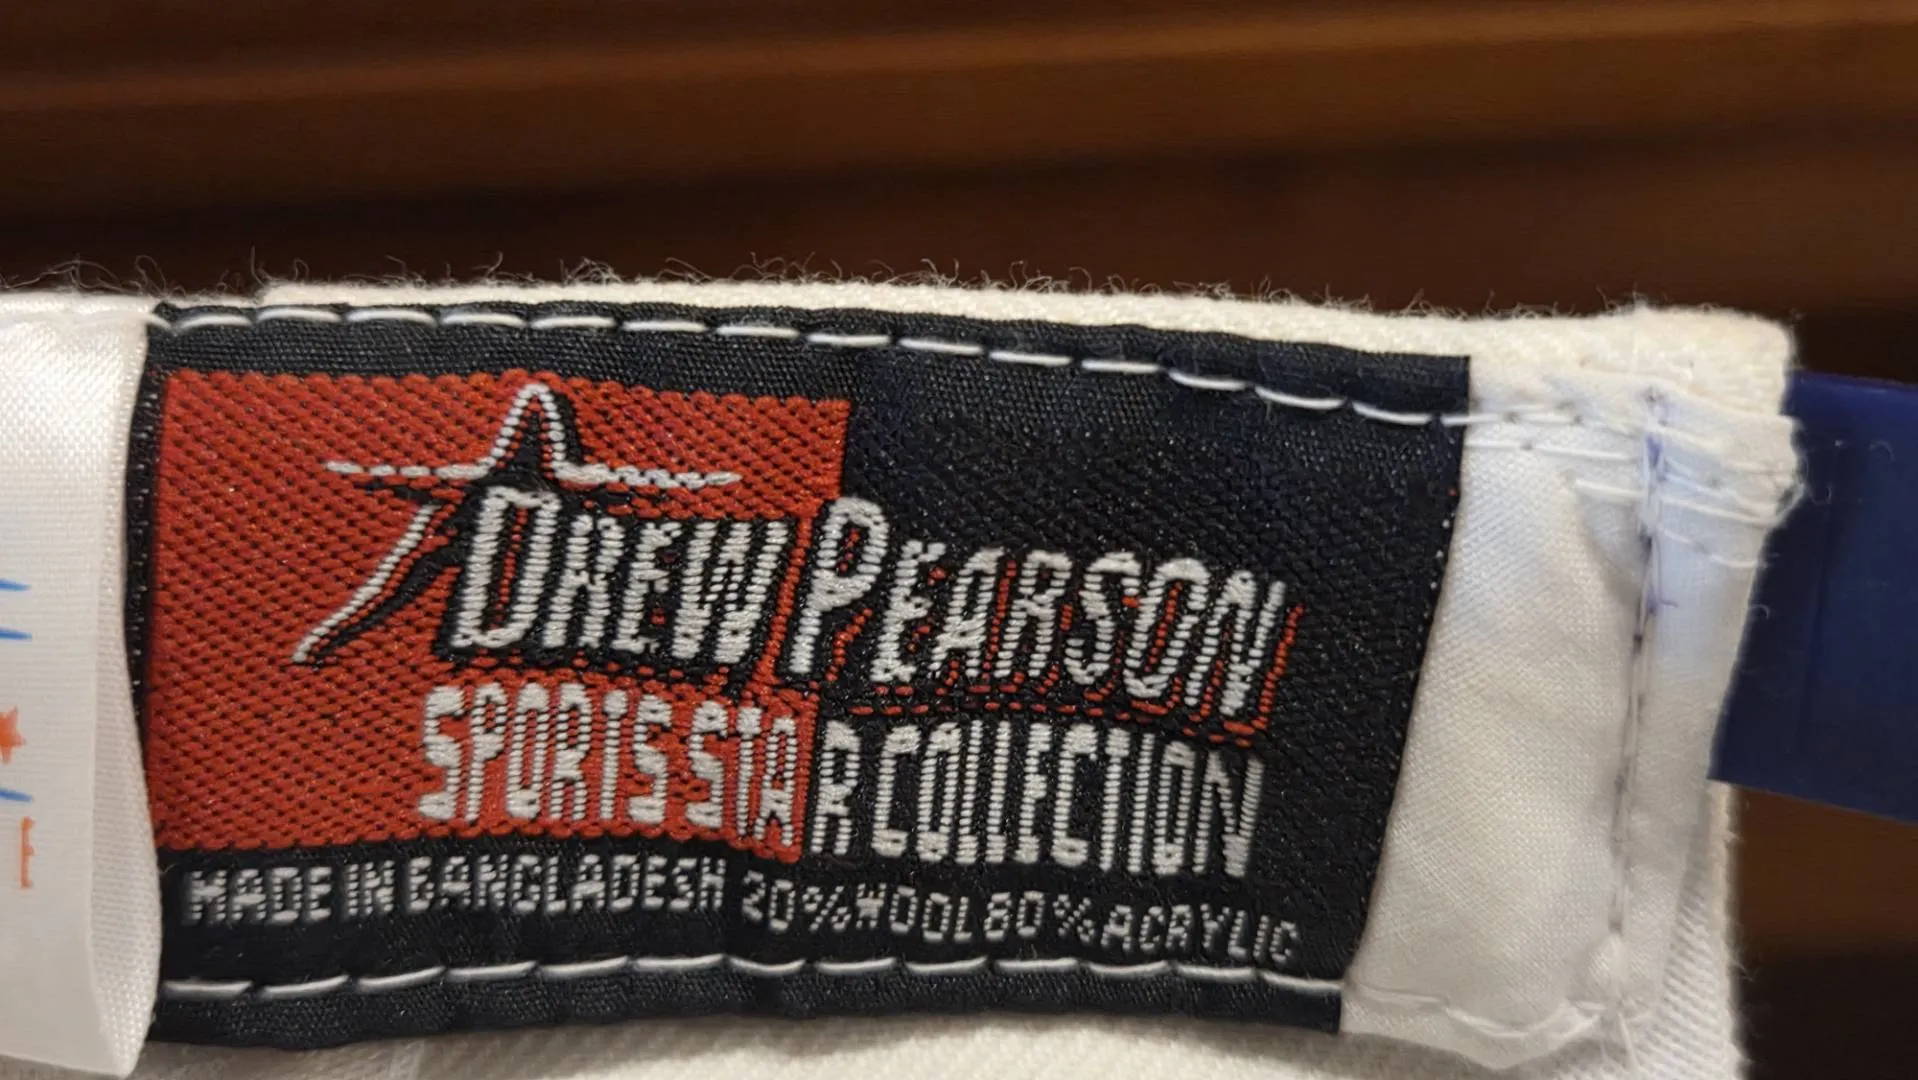 DREW PEARSON
SPORTS STAR COLLECTION
MADE IN BANGLADESH 20% WOOL 80% ACRYLIC